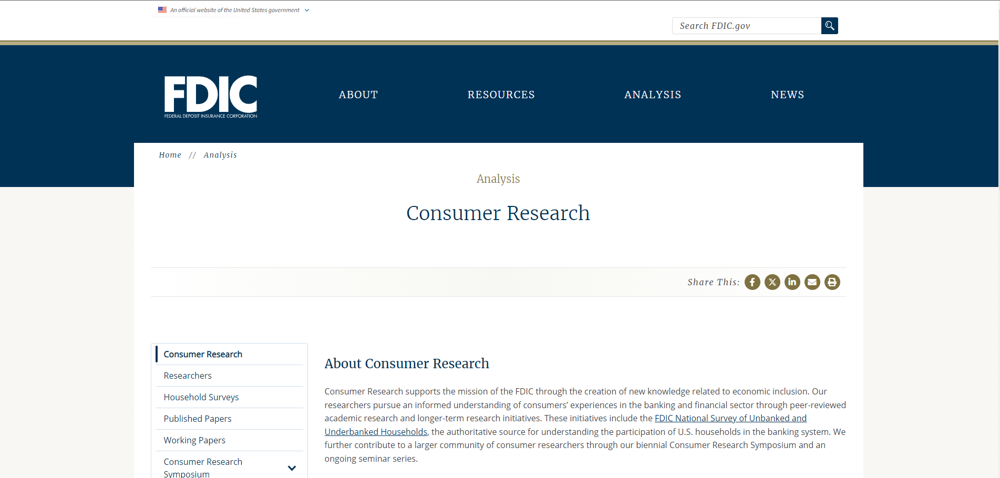 An official website of the United States government
Search FDIC.gov
FDIC
FEDERAL DEPOSIT INSURANCE CORPORATION
ABOUT
RESOURCES
ANALYSIS
NEWS
Home // Analysis
Analysis
Consumer Research
Share This:
Consumer Research
Researchers
Household Surveys
Published Papers
Working Papers
Consumer Research
Symposium
About Consumer Research
Consumer Research supports the mission of the FDIC through the creation of new knowledge related to economic inclusion. Our
researchers pursue an informed understanding of consumers’ experiences in the banking and financial sector through peer-reviewed
academic research and longer-term research initiatives. These initiatives include the FDIC National Survey of Unbanked and
Underbanked Households, the authoritative source for understanding the participation of U.S. households in the banking system. We
further contribute to a larger community of consumer researchers through our biennial Consumer Research Symposium and an
ongoing seminar series.